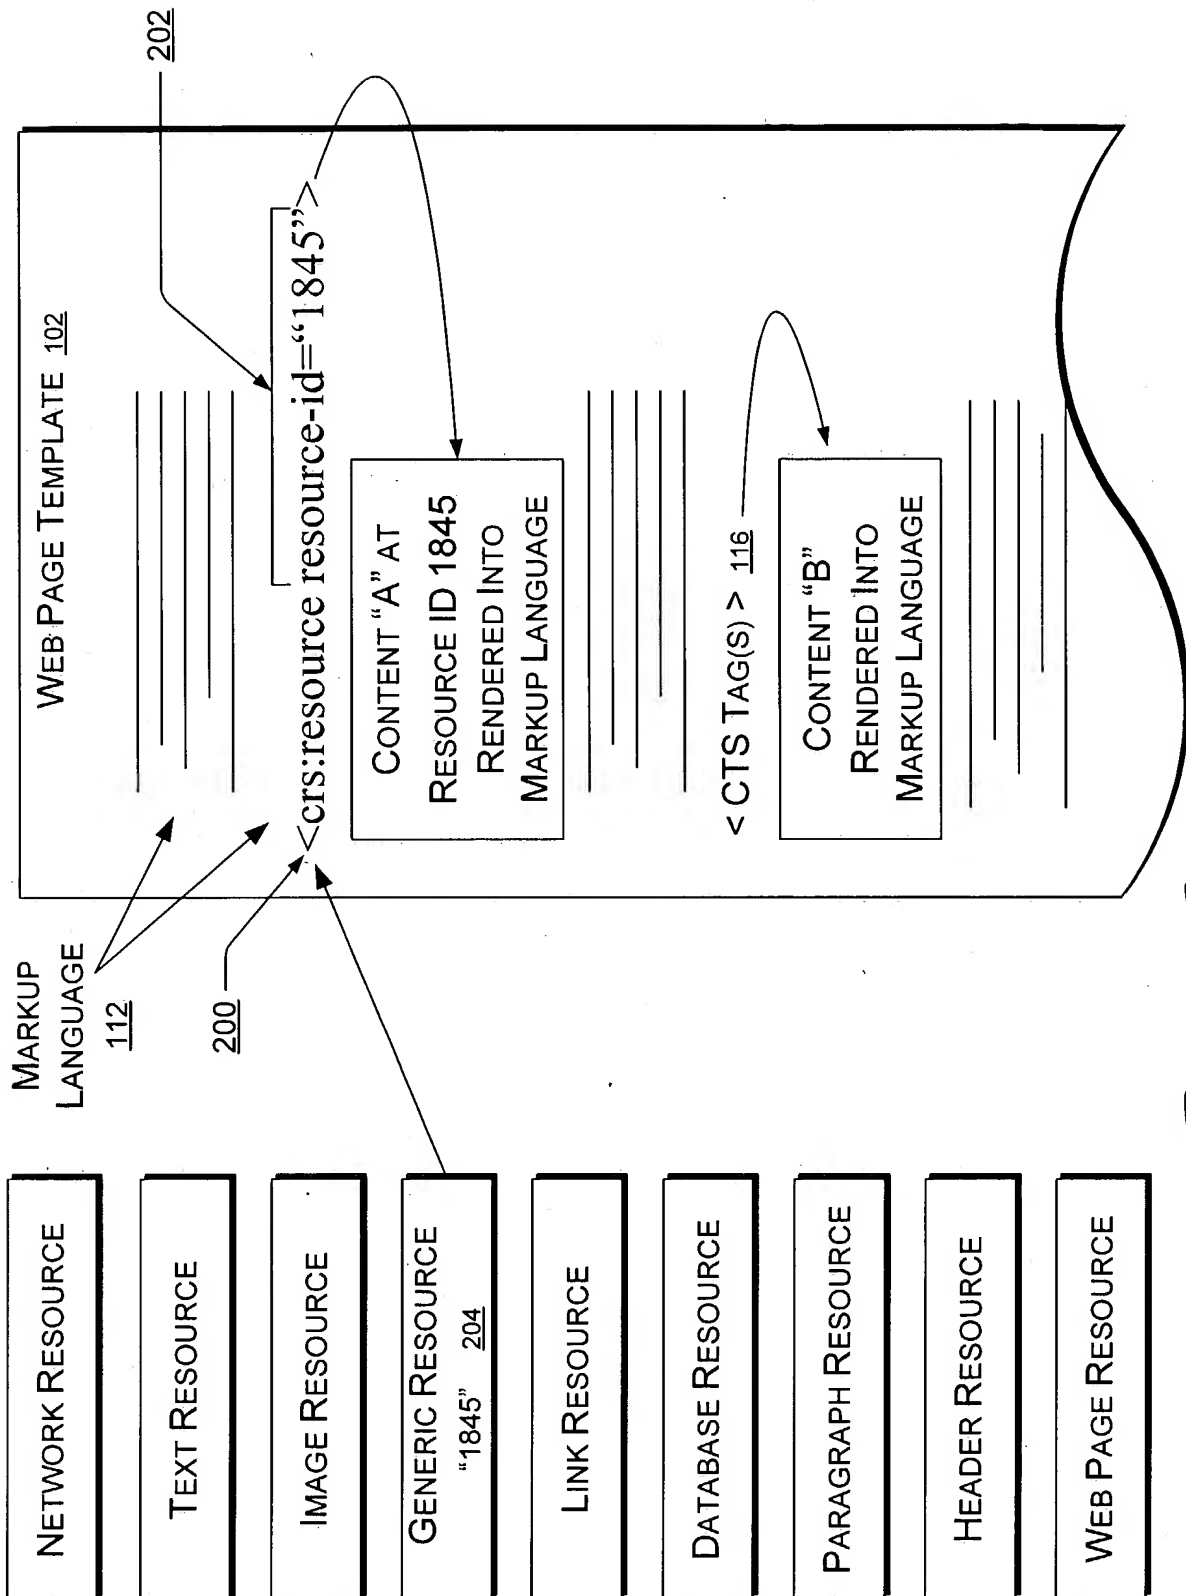 NETWORK RESOURCE
TEXT RESOURCE
IMAGE RESOURCE
GENERIC RESOURCE
"1845" 204
LINK RESOURCE
DATABASE RESOURCE
PARAGRAPH RESOURCE
HEADER RESOURCE
WEB PAGE RESOURCE
MARKUP
LANGUAGE
112
200
WEB PAGE TEMPLATE 102
202
<crs:resource resource-id=“1845”>
CONTENT “A” AT
RESOURCE ID 1845
RENDERED INTO
MARKUP LANGUAGE
< CTS TAG(S) > 116
CONTENT “B”
RENDERED INTO
MARKUP LANGUAGE